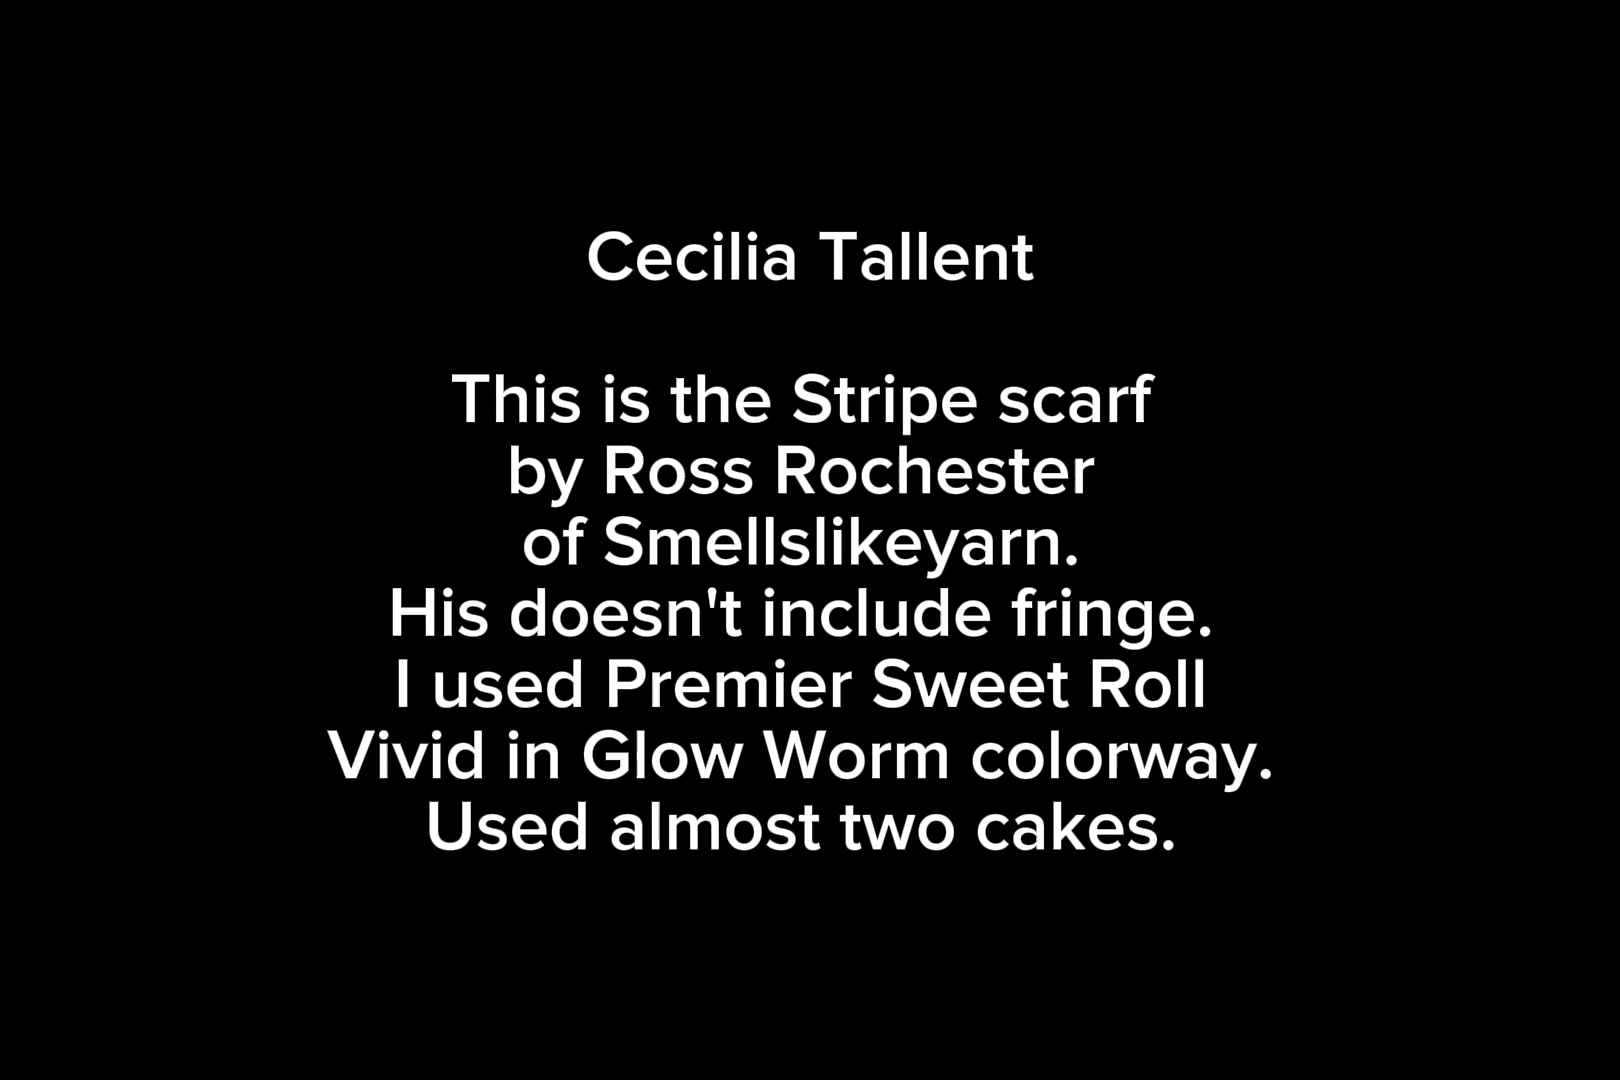 Cecilia Tallent
This is the Stripe scarf
by Ross Rochester
of Smellslikeyarn.
His doesn't include fringe.
I used Premier Sweet Roll
Vivid in Glow Worm colorway.
Used almost two cakes.